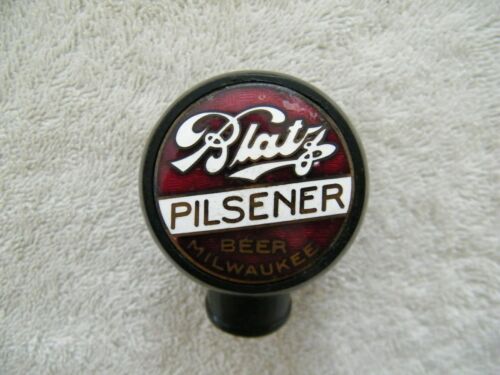 Blatz
PILSENER
BEER
MILWAUKEE